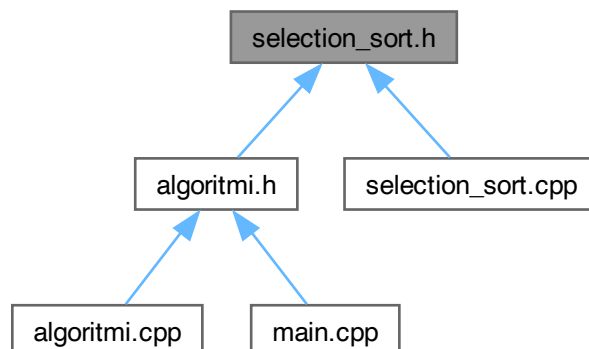 selection_sort.h
algoritmi.h
selection_sort.cpp
algoritmi.cpp
main.cpp